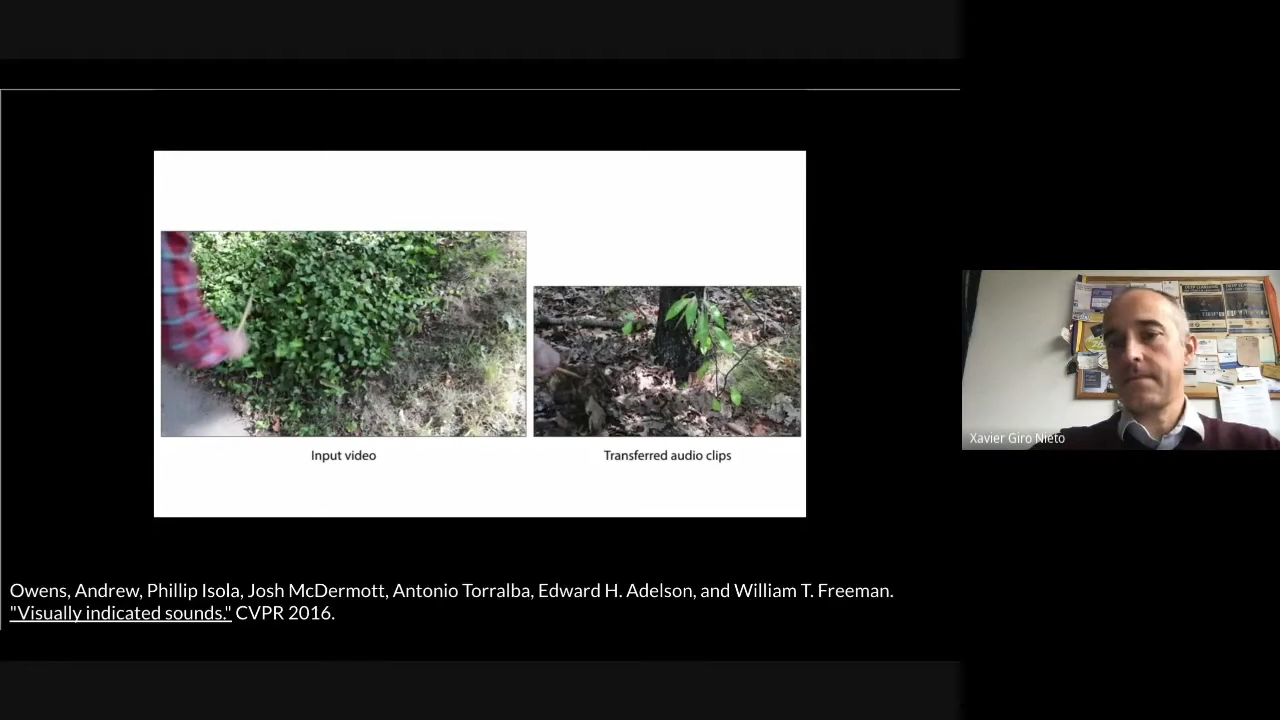 Input video
Transferred audio clips
Xavier Giro Nieto
Owens, Andrew, Phillip Isola, Josh McDermott, Antonio Torralba, Edward H. Adelson, and William T. Freeman.
"Visually indicated sounds." CVPR 2016.